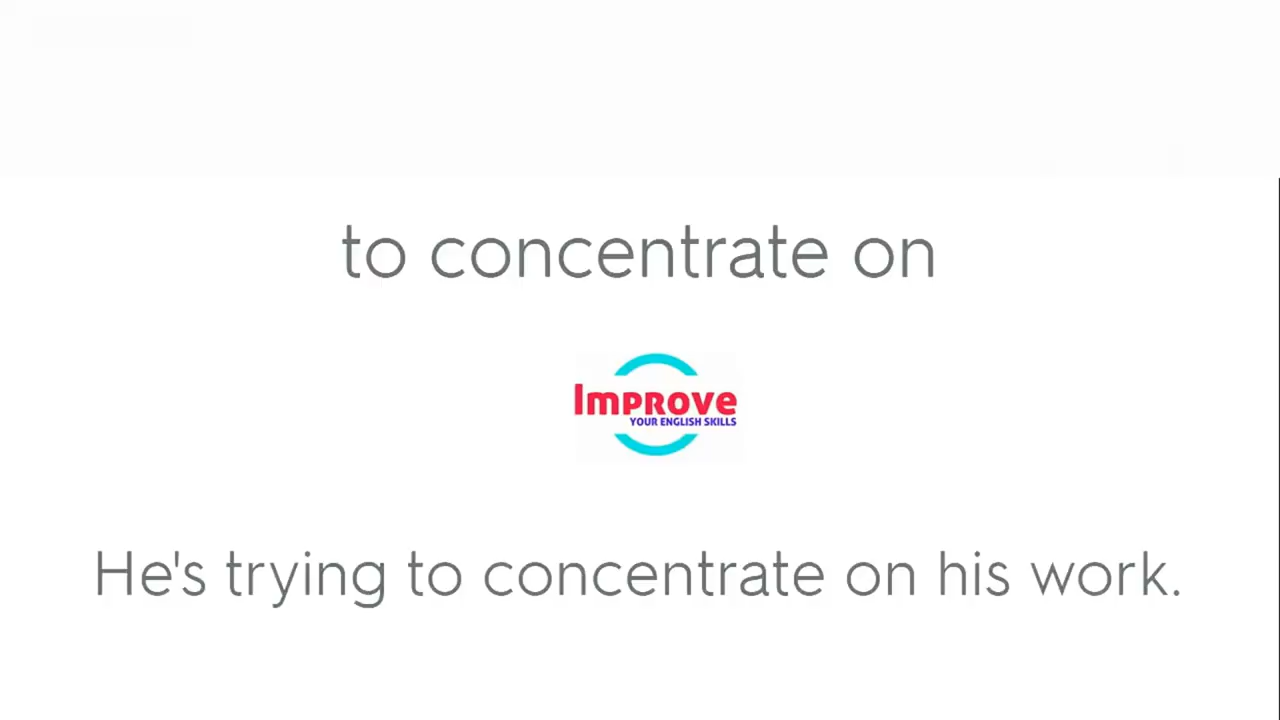 to concentrate on
Improve
YOUR ENGLISH SKILLS
He's trying to concentrate on his work.